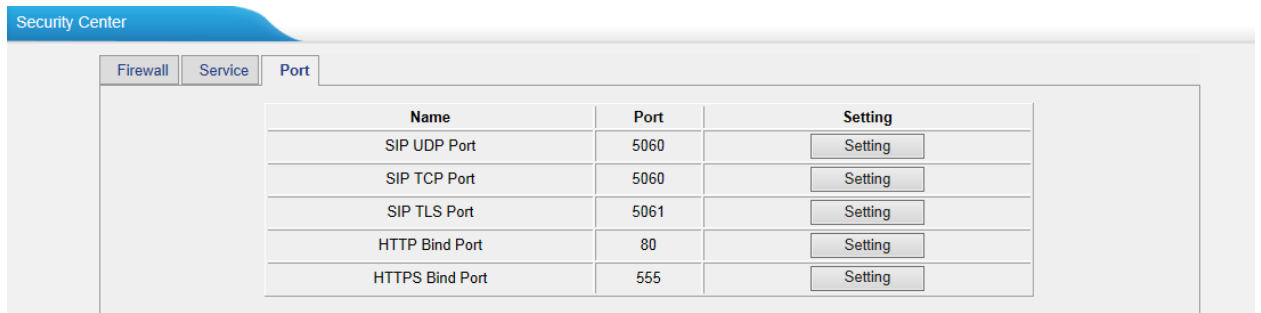 Security Center
Firewall Service Port
Name Port Setting
SIP UDP Port 5060 Setting
SIP TCP Port 5060 Setting
SIP TLS Port 5061 Setting
HTTP Bind Port 80 Setting
HTTPS Bind Port 555 Setting